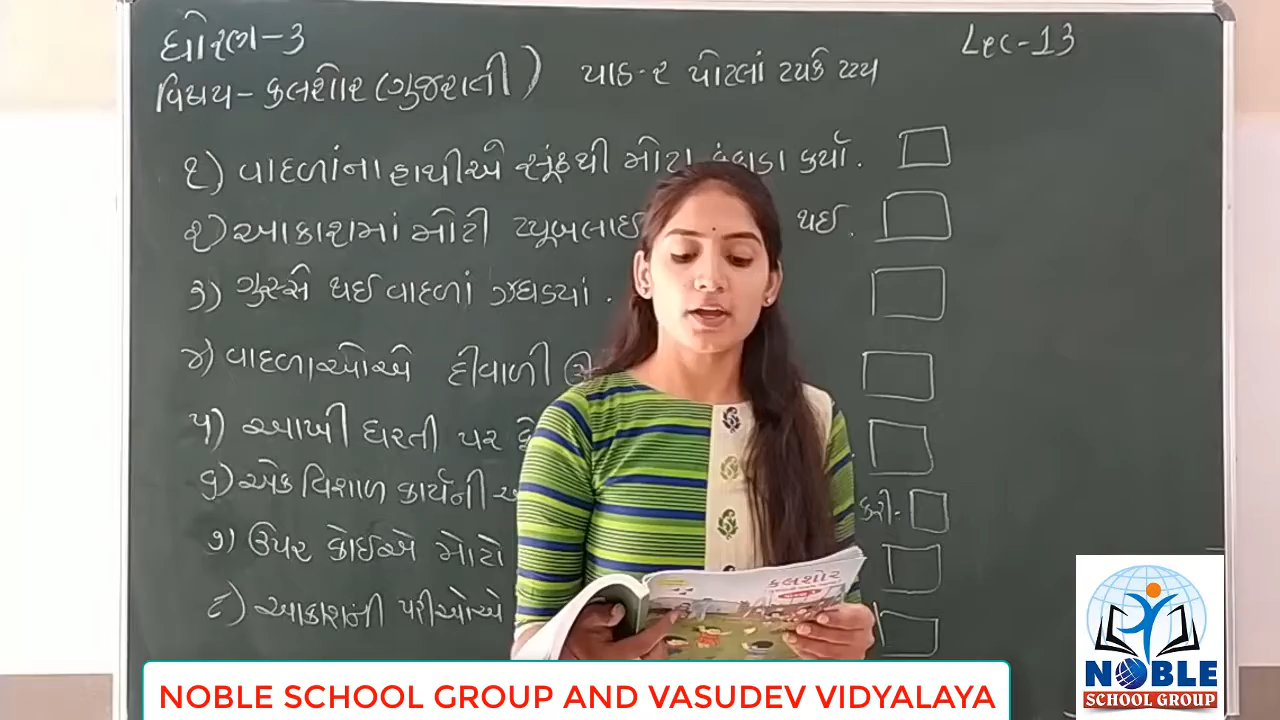 ધોરણ-3
Lec-13
વિષય- કલશોર (ગુજરાતી) પાઠ-૨ પોટલાં ટપક ટપ
૧) વાદળાંના હાથીએ સૂંઢથી મોટા કર્યા.
૨) આકાશમાં મોટી ટ્યૂબલાઈ થઈ.
૩) ગુસ્સે થઈ વાદળાં ઝઘડ્યાં.
૪) વાદળાઓએ દીવાળી
૫) આખી ધરતી પર
૬) એક વિશાળ કાર્યની કરી.
૭) ઉપર કોઈએ મોટો
૮) આકાશની પરીઓએ
કલશોર
NOBLE SCHOOL GROUP AND VASUDEV VIDYALAYA
NOBLE
SCHOOL GROUP